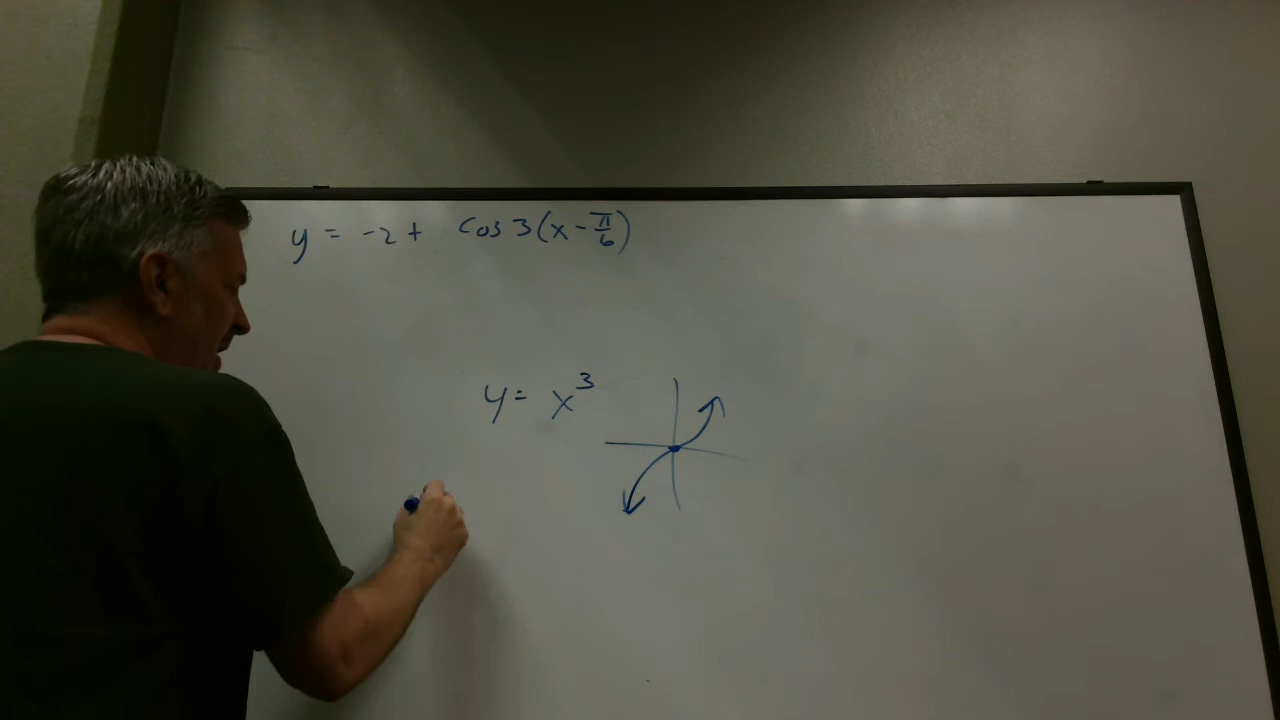 y = -2 + cos 3(x - π/6)
y = x³